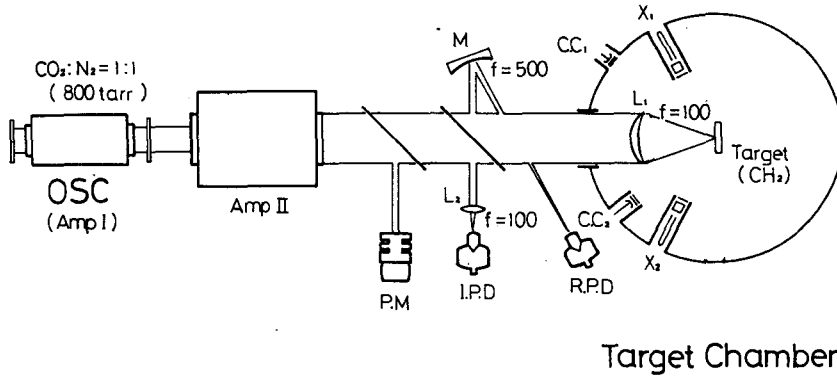 CO₂:N₂=1:1
(800 tarr)
OSC
(Amp I)
Amp II
M
f=500
C.C₁
X₁
L₁
f=100
Target
(CH₂)
L₂
f=100
P.M
I.P.D
R.P.D
C.C₂
X₂
Target Chamber